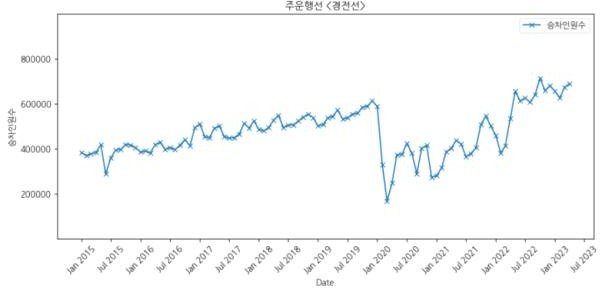 주운행선 <경전선>
승차인원수
800000
600000
400000
200000
승차인원수
Jan 2015
Jul 2015
Jan 2016
Jul 2016
Jan 2017
Jul 2017
Jan 2018
Jul 2018
Jan 2019
Jul 2019
Jan 2020
Jul 2020
Jan 2021
Jul 2021
Jan 2022
Jul 2022
Jan 2023
Jul 2023
Date